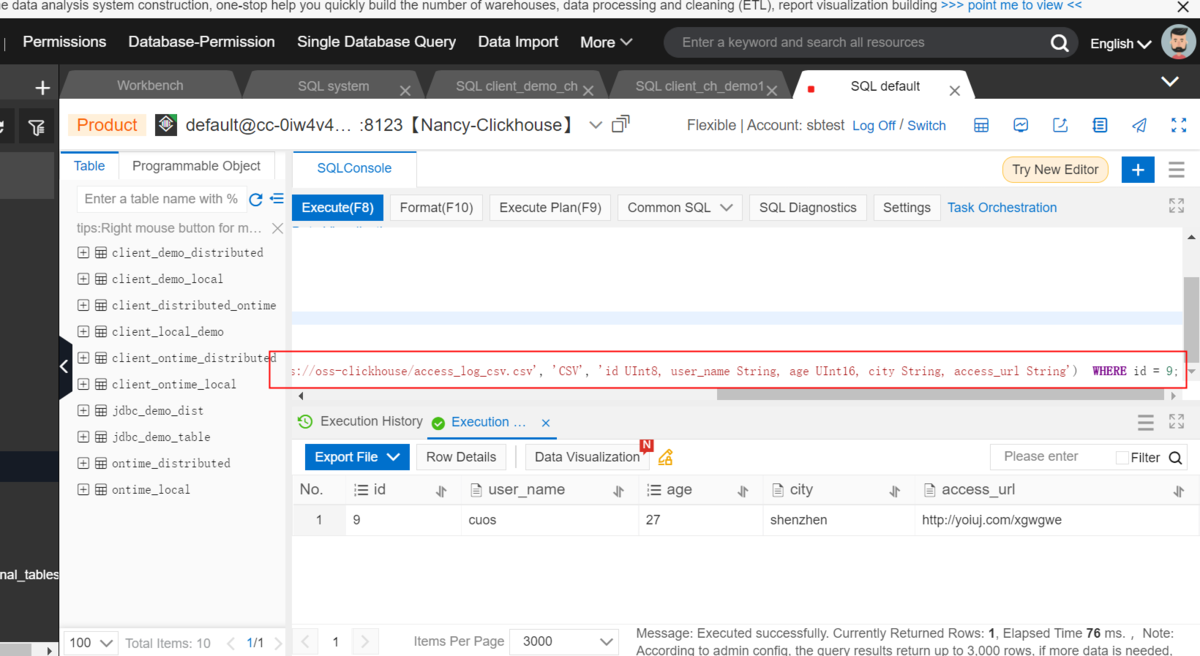 e data analysis system construction, one-stop help you quickly build the number of warehouses, data processing and cleaning (ETL), report visualization building >>> point me to view <<
Permissions Database-Permission Single Database Query Data Import More Enter a keyword and search all resources English
Workbench SQL system SQL client_demo_ch SQL client_ch_demo1 SQL default
Product default@cc-0iw4v4... :8123【Nancy-Clickhouse】 Flexible | Account: sbtest Log Off / Switch
Table Programmable Object SQLConsole Try New Editor
Enter a table name with % Execute(F8) Format(F10) Execute Plan(F9) Common SQL SQL Diagnostics Settings Task Orchestration
tips:Right mouse button for m...
client_demo_distributed
client_demo_local
client_distributed_ontime
client_local_demo
client_ontime_distributed
s://oss-clickhouse/access_log_csv.csv', 'CSV', 'id UInt8, user_name String, age UInt16, city String, access_url String') WHERE id = 9;
client_ontime_local
jdbc_demo_dist
Execution History Execution ...
jdbc_demo_table
N
Export File Row Details Data Visualization Please enter Filter
ontime_distributed
ontime_local
No. id user_name age city access_url
1 9 cuos 27 shenzhen http://yoiuj.com/xgwgwe
nal_tables
100 Total Items: 10 1/1 1 Items Per Page 3000
Message: Executed successfully. Currently Returned Rows: 1, Elapsed Time 76 ms. , Note:
According to admin config, the query results return up to 3,000 rows, if more data is needed,